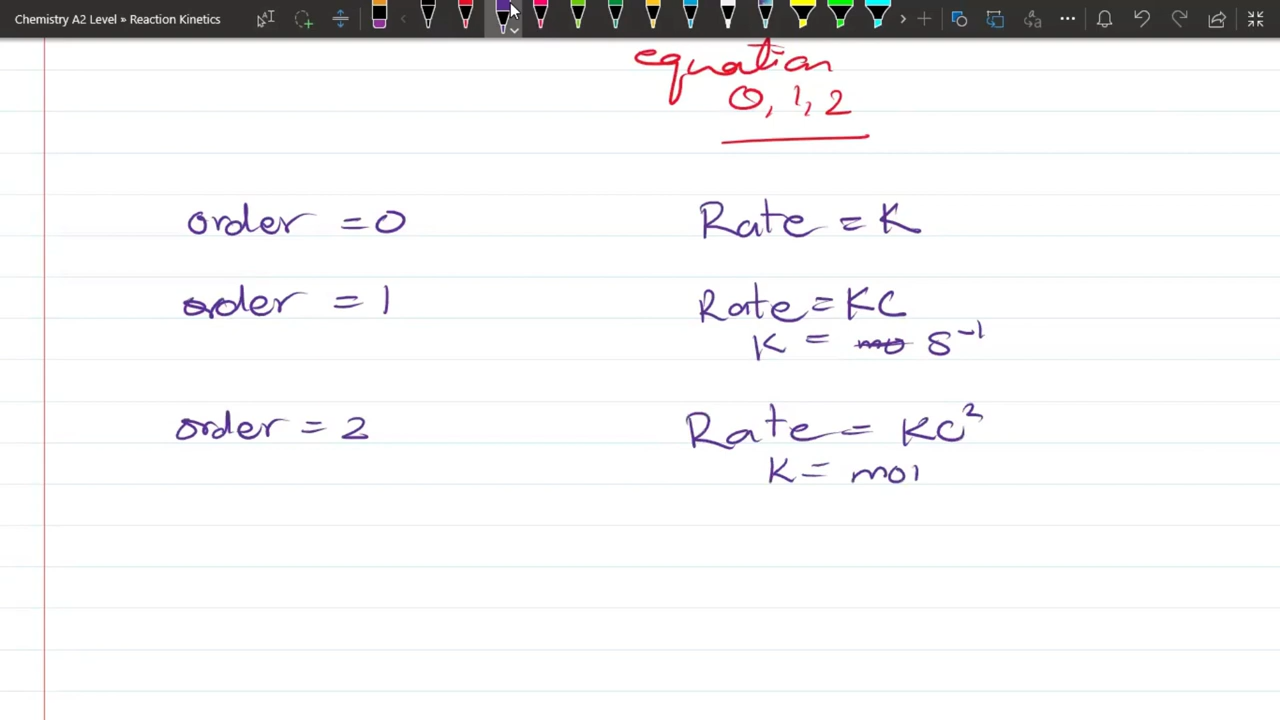 Chemistry A2 Level » Reaction Kinetics
equation
0, 1, 2
order = 0 Rate = K
order = 1 Rate = KC
K = mo S⁻¹
order = 2 Rate = KC²
K = mol